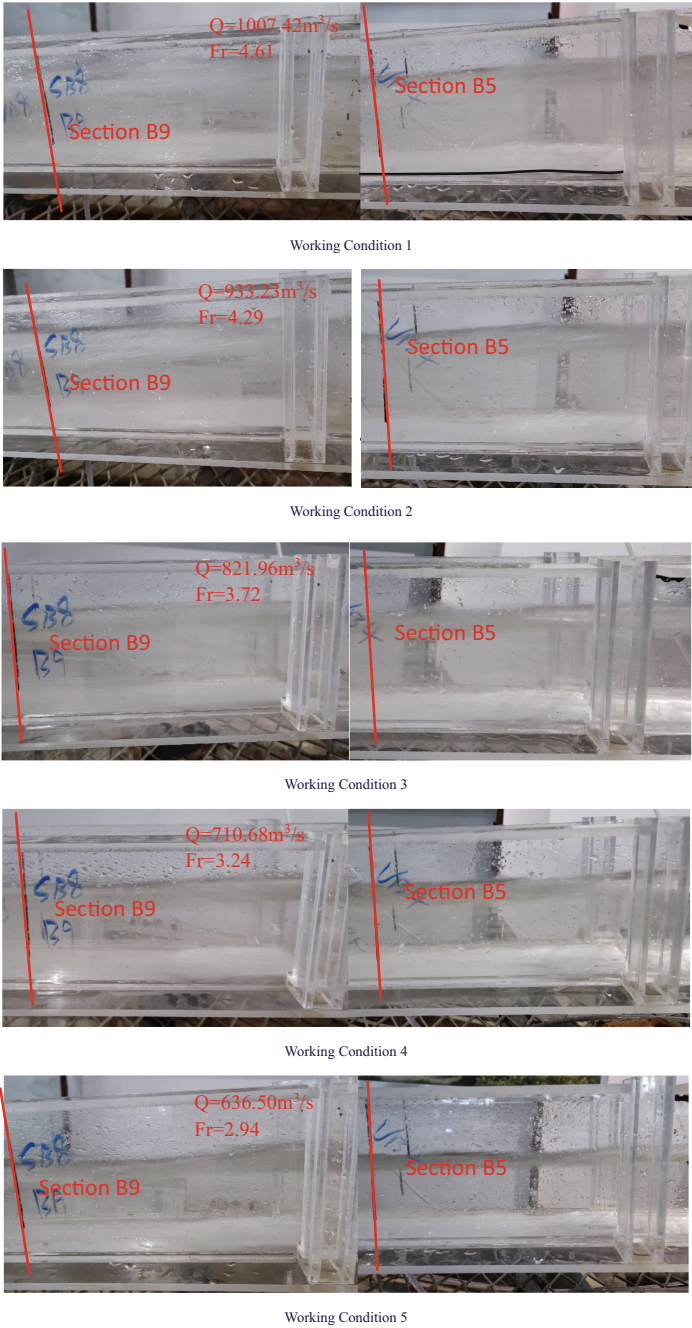 Q=1007.42m³/s
Fr=4.61
SB8
B9
Section B9
Section B5
Working Condition 1
Q=933.23m³/s
Fr=4.29
SB8
B9
Section B9
Section B5
Working Condition 2
Q=821.96m³/s
Fr=3.72
SB8
B9
Section B9
Section B5
Working Condition 3
Q=710.68m³/s
Fr=3.24
SB8
B9
Section B9
Section B5
Working Condition 4
Q=636.50m³/s
Fr=2.94
SB8
Section B9
Section B5
Working Condition 5